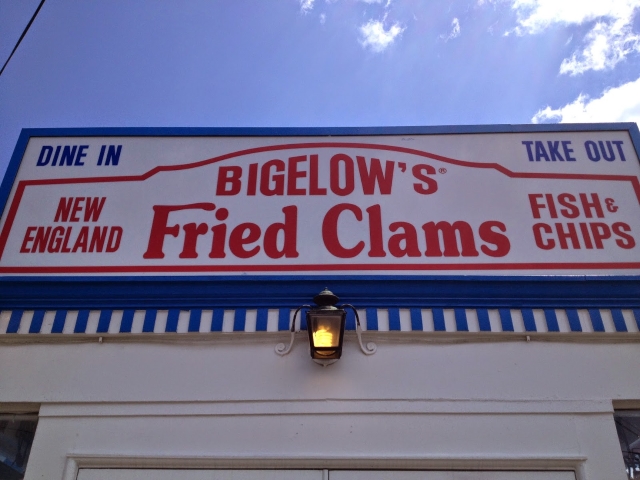 DINE IN
TAKE OUT
BIGELOW'S®
NEW
ENGLAND
Fried Clams
FISH &
CHIPS